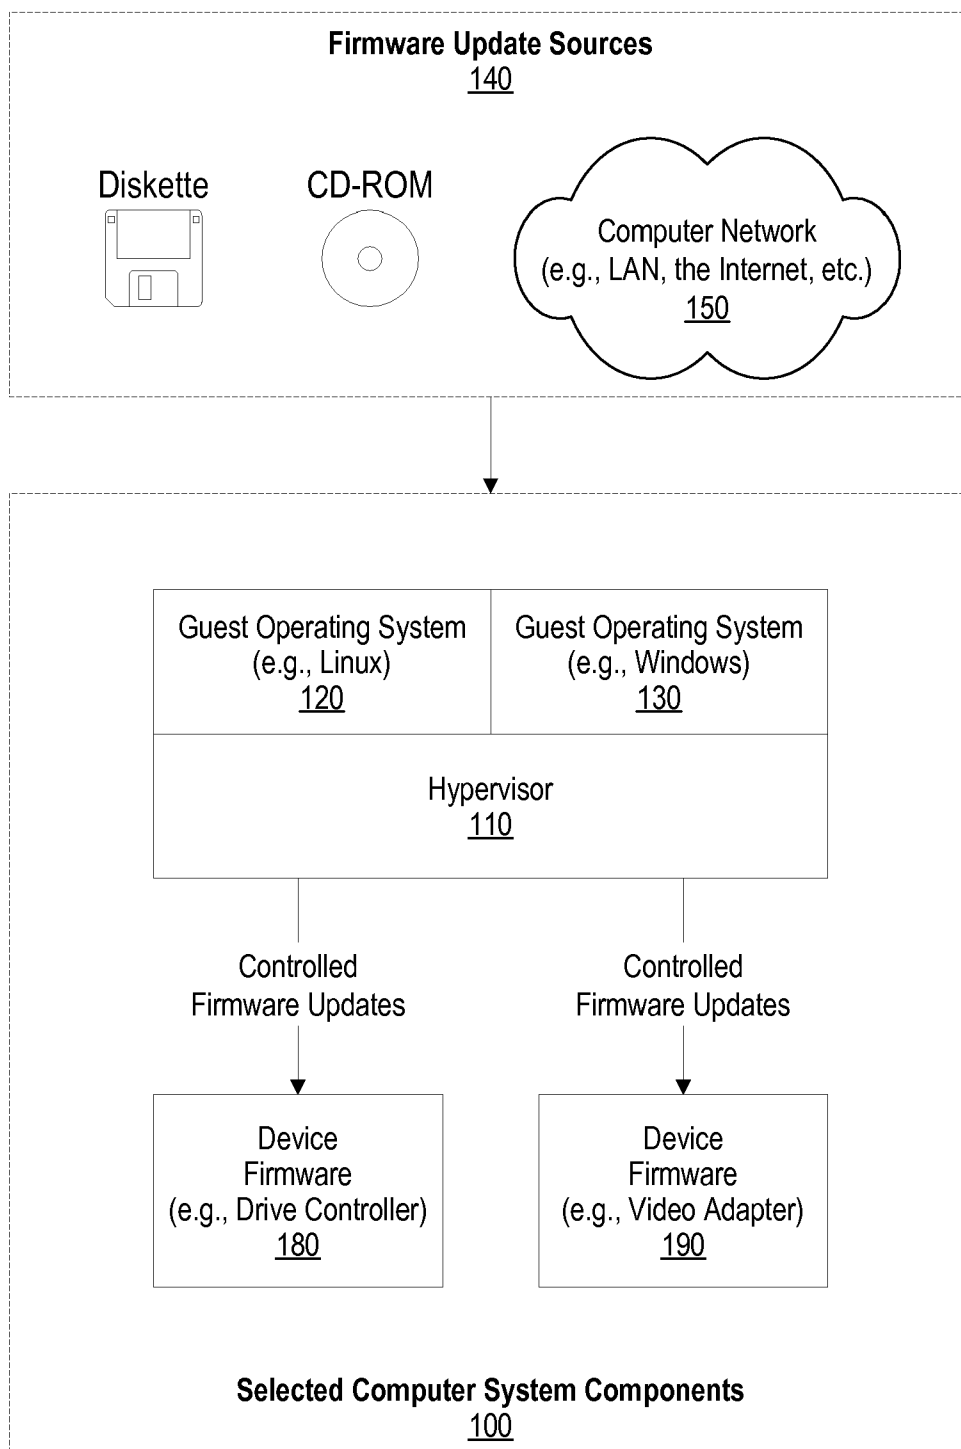 Firmware Update Sources
140
Diskette
CD-ROM
Computer Network
(e.g., LAN, the Internet, etc.)
150
Guest Operating System
(e.g., Linux)
120
Guest Operating System
(e.g., Windows)
130
Hypervisor
110
Controlled
Firmware Updates
Controlled
Firmware Updates
Device
Firmware
(e.g., Drive Controller)
180
Device
Firmware
(e.g., Video Adapter)
190
Selected Computer System Components
100